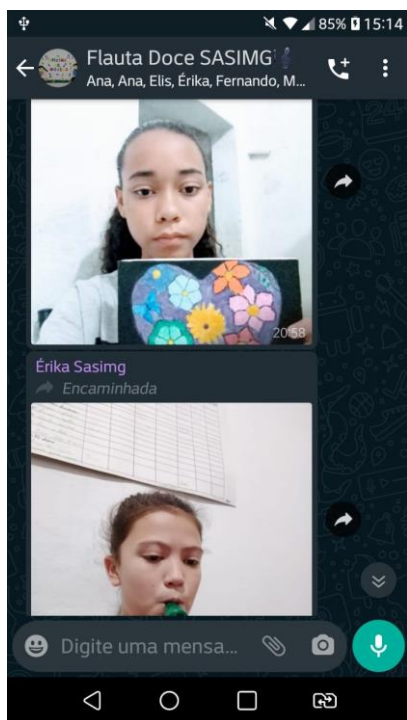 85% 15:14
Flauta Doce SASIMG
Ana, Ana, Elis, Érika, Fernando, M...
20:58
Érika Sasimg
Encaminhada
Digite uma mensa...